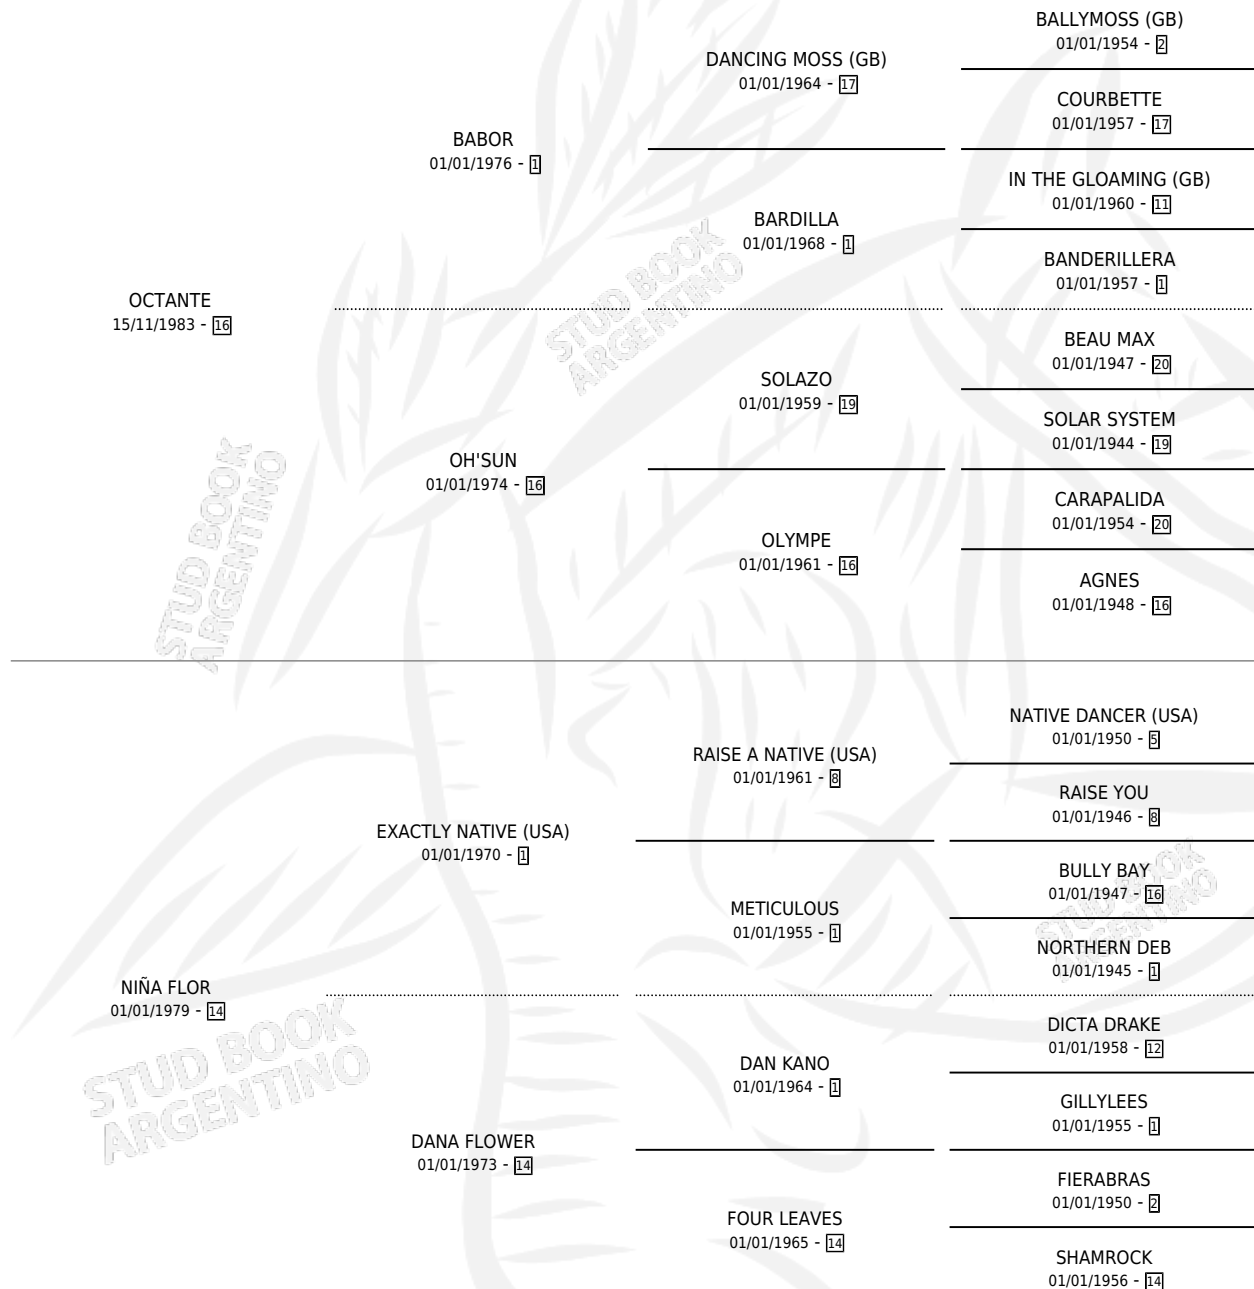 BALLYMOSS (GB)
01/01/1954 - 2
DANCING MOSS (GB)
01/01/1964 - 17
COURBETTE
01/01/1957 - 17
BABOR
01/01/1976 - 1
IN THE GLOAMING (GB)
01/01/1960 - 11
BARDILLA
01/01/1968 - 1
BANDERILLERA
01/01/1957 - 1
OCTANTE
15/11/1983 - 16
STUD BOOK
ARGENTINO
BEAU MAX
01/01/1947 - 20
SOLAZO
01/01/1959 - 19
SOLAR SYSTEM
01/01/1944 - 19
OH'SUN
01/01/1974 - 16
CARAPALIDA
01/01/1954 - 20
OLYMPE
01/01/1961 - 16
AGNES
01/01/1948 - 16
STUD BOOK
ARGENTINO
NATIVE DANCER (USA)
01/01/1950 - 5
RAISE A NATIVE (USA)
01/01/1961 - 8
RAISE YOU
01/01/1946 - 8
EXACTLY NATIVE (USA)
01/01/1970 - 1
BULLY BAY
01/01/1947 - 16
METICULOUS
01/01/1955 - 1
NORTHERN DEB
01/01/1945 - 1
STUD BOOK
ARGENTINO
NIÑA FLOR
01/01/1979 - 14
DICTA DRAKE
01/01/1958 - 12
DAN KANO
01/01/1964 - 1
GILLYLEES
01/01/1955 - 1
STUD BOOK
ARGENTINO
DANA FLOWER
01/01/1973 - 14
FIERABRAS
01/01/1950 - 2
FOUR LEAVES
01/01/1965 - 14
SHAMROCK
01/01/1956 - 14